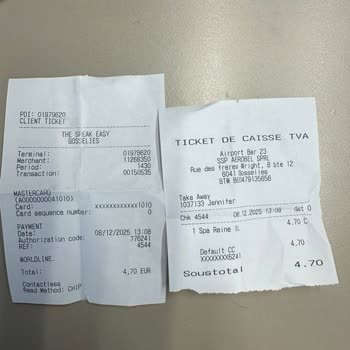 POI: 01979620
CLIENT TICKET
THE SPEAK EASY
GOSSELIES
Terminal: 01979620
Merchant: 11266350
Period: 1430
Transaction: 00150535
MASTERCARD
(A0000000041010)
Card: xxxxxxxxxxxx1010
Card sequence number: 0
PAYMENT
Date: 08/12/2025 13:08
Authorization code: 776241
REF: 4544
WORLDLINE.
Total: 4,70 EUR
Contactless
Read Method: CHIP
TICKET DE CAISSE TVA
Airport Bar 23
SSP AEROBEL SPRL
Rue des freres Wright, 8 bte 12
6041 Gosselies
BTW BE0479135656
Take Away
1037133 Jennifer
Chk 4544 08.12.2025 13:08 Gst 0
1 Spa Reine 1L 4.70 C
Default CC 4.70
XXXXXXXX6241
Soustotal 4.70